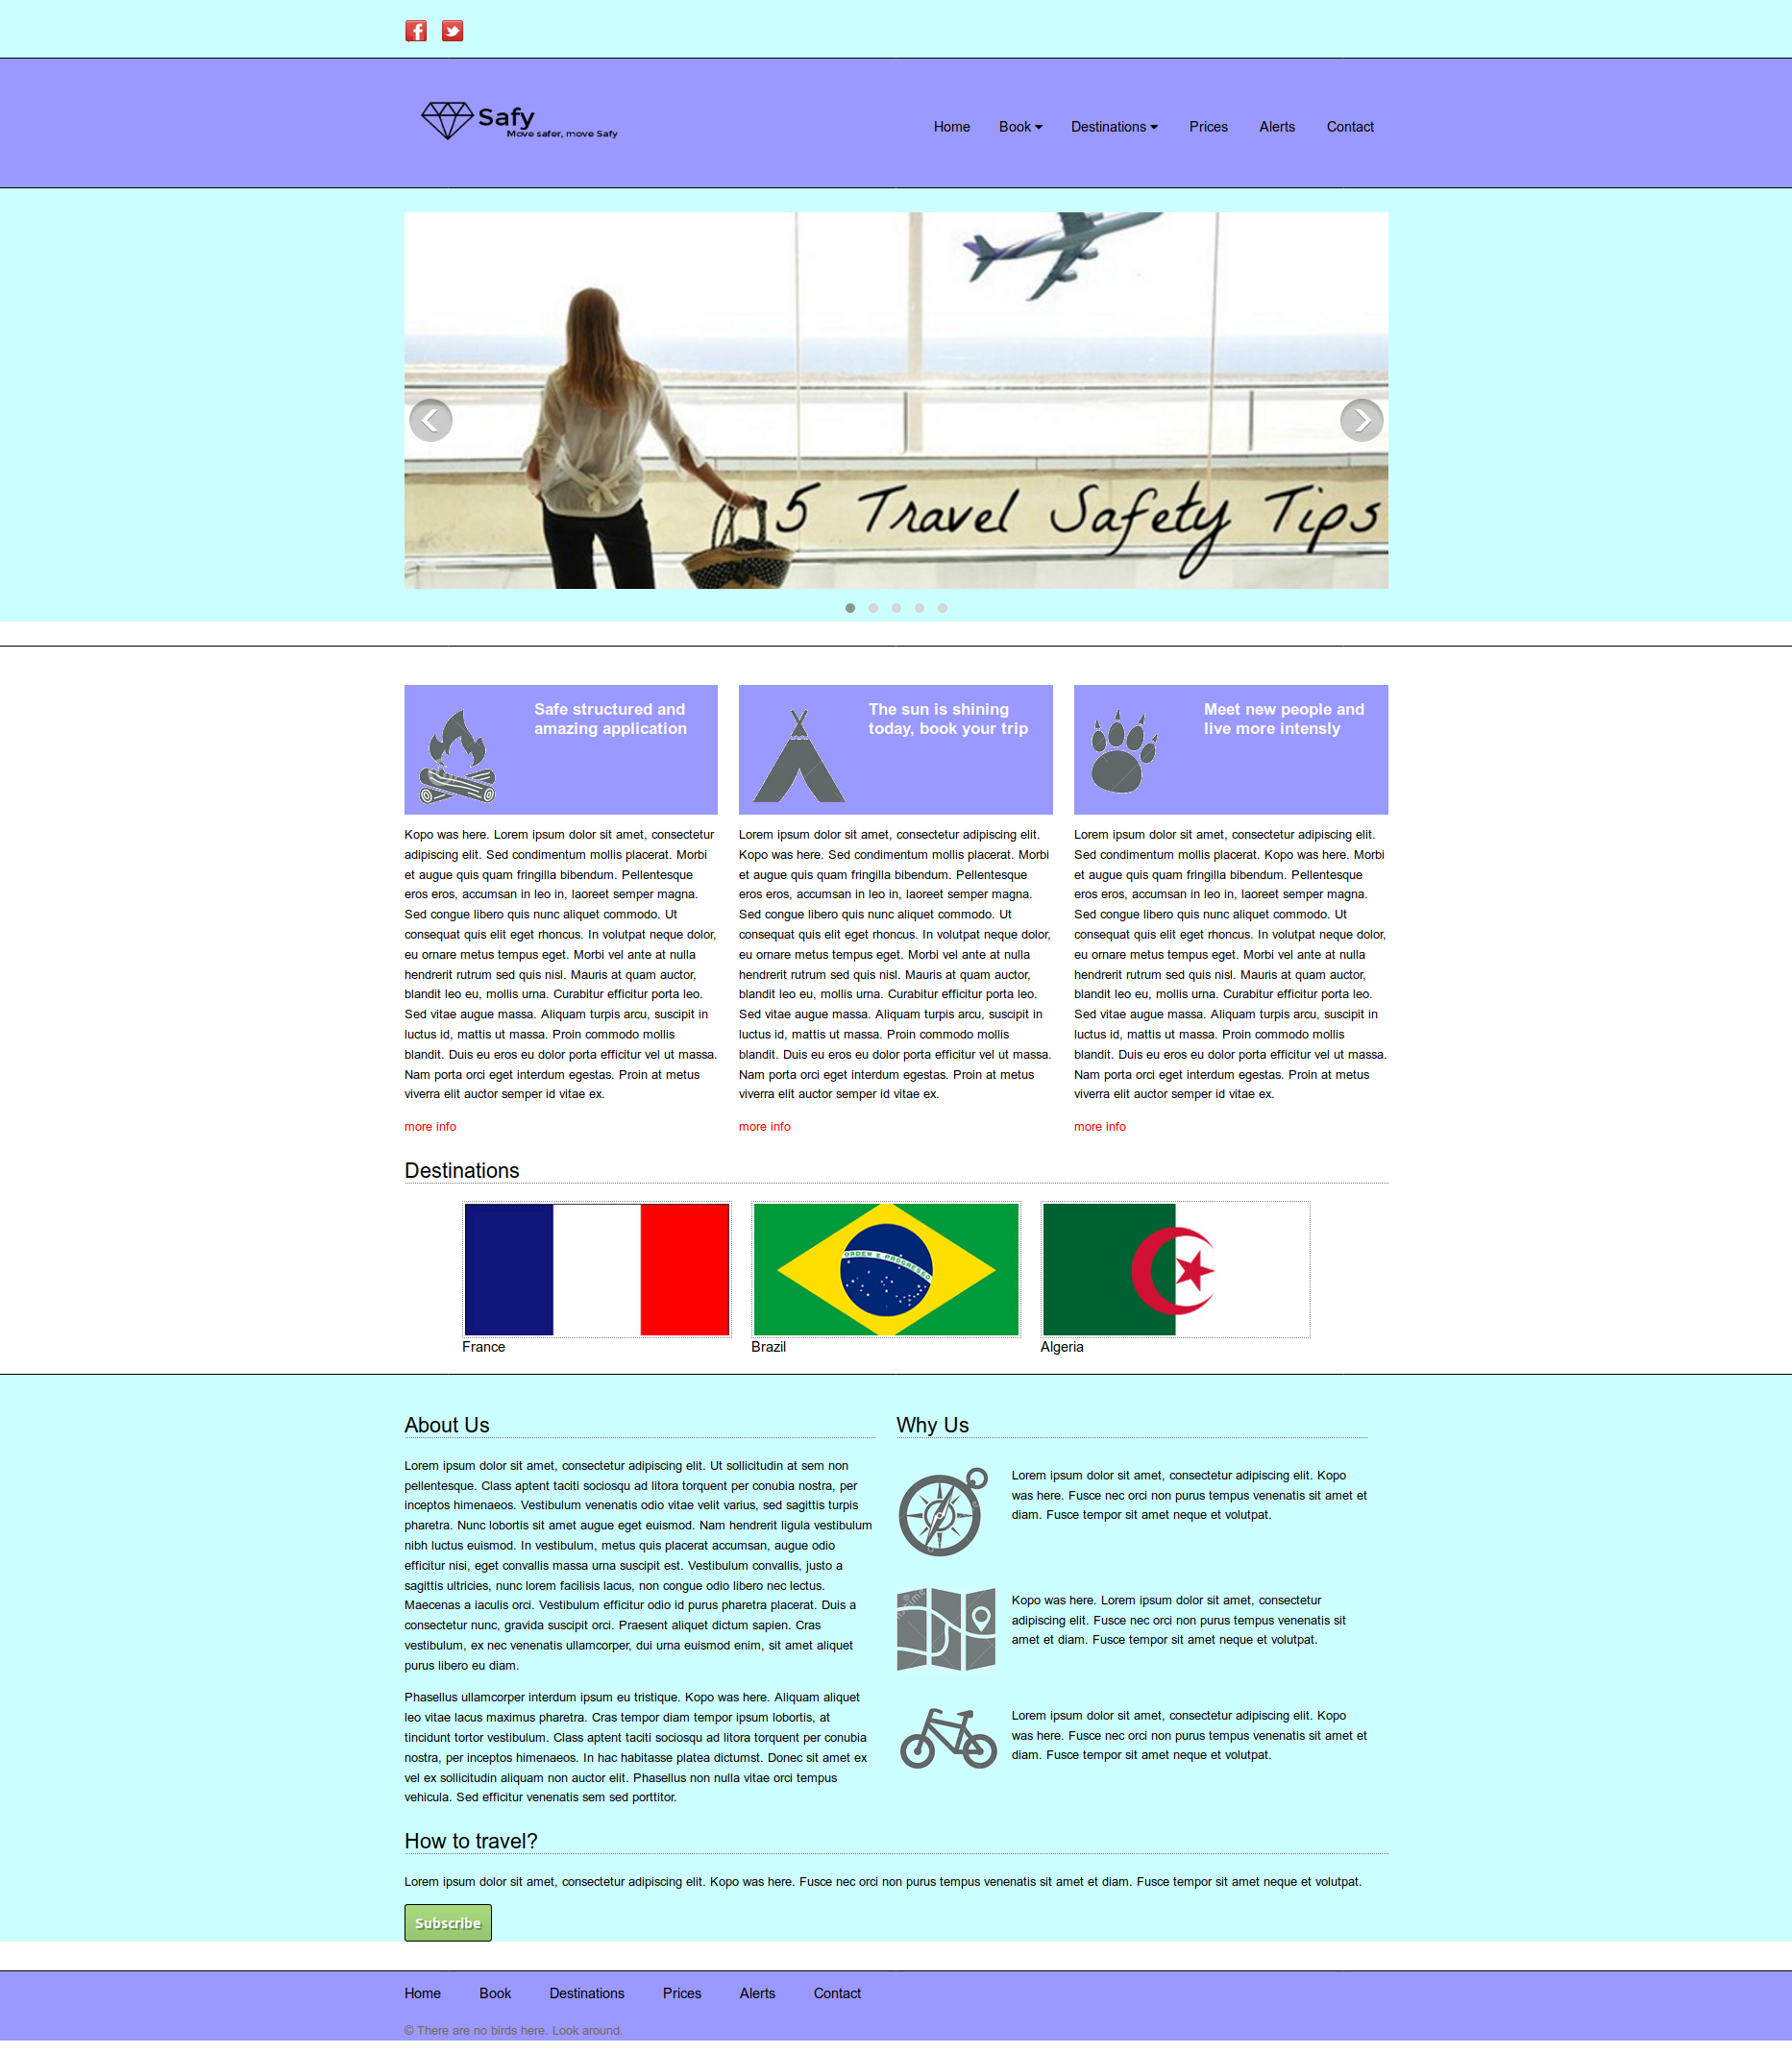 Safy
Move safer, move Safy
Home Book Destinations Prices Alerts Contact
5 Travel Safety Tips
Safe structured and
amazing application
The sun is shining
today, book your trip
Meet new people and
live more intensly
Kopo was here. Lorem ipsum dolor sit amet, consectetur
adipiscing elit. Sed condimentum mollis placerat. Morbi
et augue quis quam fringilla bibendum. Pellentesque
eros eros, accumsan in leo in, laoreet semper magna.
Sed congue libero quis nunc aliquet commodo. Ut
consequat quis elit eget rhoncus. In volutpat neque dolor,
eu ornare metus tempus eget. Morbi vel ante at nulla
hendrerit rutrum sed quis nisl. Mauris at quam auctor,
blandit leo eu, mollis urna. Curabitur efficitur porta leo.
Sed vitae augue massa. Aliquam turpis arcu, suscipit in
luctus id, mattis ut massa. Proin commodo mollis
blandit. Duis eu eros eu dolor porta efficitur vel ut massa.
Nam porta orci eget interdum egestas. Proin at metus
viverra elit auctor semper id vitae ex.
more info
Lorem ipsum dolor sit amet, consectetur adipiscing elit.
Kopo was here. Sed condimentum mollis placerat. Morbi
et augue quis quam fringilla bibendum. Pellentesque
eros eros, accumsan in leo in, laoreet semper magna.
Sed congue libero quis nunc aliquet commodo. Ut
consequat quis elit eget rhoncus. In volutpat neque dolor,
eu ornare metus tempus eget. Morbi vel ante at nulla
hendrerit rutrum sed quis nisl. Mauris at quam auctor,
blandit leo eu, mollis urna. Curabitur efficitur porta leo.
Sed vitae augue massa. Aliquam turpis arcu, suscipit in
luctus id, mattis ut massa. Proin commodo mollis
blandit. Duis eu eros eu dolor porta efficitur vel ut massa.
Nam porta orci eget interdum egestas. Proin at metus
viverra elit auctor semper id vitae ex.
more info
Lorem ipsum dolor sit amet, consectetur adipiscing elit.
Sed condimentum mollis placerat. Kopo was here. Morbi
et augue quis quam fringilla bibendum. Pellentesque
eros eros, accumsan in leo in, laoreet semper magna.
Sed congue libero quis nunc aliquet commodo. Ut
consequat quis elit eget rhoncus. In volutpat neque dolor,
eu ornare metus tempus eget. Morbi vel ante at nulla
hendrerit rutrum sed quis nisl. Mauris at quam auctor,
blandit leo eu, mollis urna. Curabitur efficitur porta leo.
Sed vitae augue massa. Aliquam turpis arcu, suscipit in
luctus id, mattis ut massa. Proin commodo mollis
blandit. Duis eu eros eu dolor porta efficitur vel ut massa.
Nam porta orci eget interdum egestas. Proin at metus
viverra elit auctor semper id vitae ex.
more info
Destinations
ORDEM E PROGRESSO
France
Brazil
Algeria
About Us
Lorem ipsum dolor sit amet, consectetur adipiscing elit. Ut sollicitudin at sem non
pellentesque. Class aptent taciti sociosqu ad litora torquent per conubia nostra, per
inceptos himenaeos. Vestibulum venenatis odio vitae velit varius, sed sagittis turpis
pharetra. Nunc lobortis sit amet augue eget euismod. Nam hendrerit ligula vestibulum
nibh luctus euismod. In vestibulum, metus quis placerat accumsan, augue odio
efficitur nisi, eget convallis massa urna suscipit est. Vestibulum convallis, justo a
sagittis ultricies, nunc lorem facilisis lacus, non congue odio libero nec lectus.
Maecenas a iaculis orci. Vestibulum efficitur odio id purus pharetra placerat. Duis a
consectetur nunc, gravida suscipit orci. Praesent aliquet dictum sapien. Cras
vestibulum, ex nec venenatis ullamcorper, dui urna euismod enim, sit amet aliquet
purus libero eu diam.
Phasellus ullamcorper interdum ipsum eu tristique. Kopo was here. Aliquam aliquet
leo vitae lacus maximus pharetra. Cras tempor diam tempor ipsum lobortis, at
tincidunt tortor vestibulum. Class aptent taciti sociosqu ad litora torquent per conubia
nostra, per inceptos himenaeos. In hac habitasse platea dictumst. Donec sit amet ex
vel ex sollicitudin aliquam non auctor elit. Phasellus non nulla vitae orci tempus
vehicula. Sed efficitur venenatis sem sed porttitor.
Why Us
Lorem ipsum dolor sit amet, consectetur adipiscing elit. Kopo
was here. Fusce nec orci non purus tempus venenatis sit amet et
diam. Fusce tempor sit amet neque et volutpat.
Kopo was here. Lorem ipsum dolor sit amet, consectetur
adipiscing elit. Fusce nec orci non purus tempus venenatis sit
amet et diam. Fusce tempor sit amet neque et volutpat.
Lorem ipsum dolor sit amet, consectetur adipiscing elit. Kopo
was here. Fusce nec orci non purus tempus venenatis sit amet et
diam. Fusce tempor sit amet neque et volutpat.
How to travel?
Lorem ipsum dolor sit amet, consectetur adipiscing elit. Kopo was here. Fusce nec orci non purus tempus venenatis sit amet et diam. Fusce tempor sit amet neque et volutpat.
Subscribe
Home Book Destinations Prices Alerts Contact
© There are no birds here. Look around.